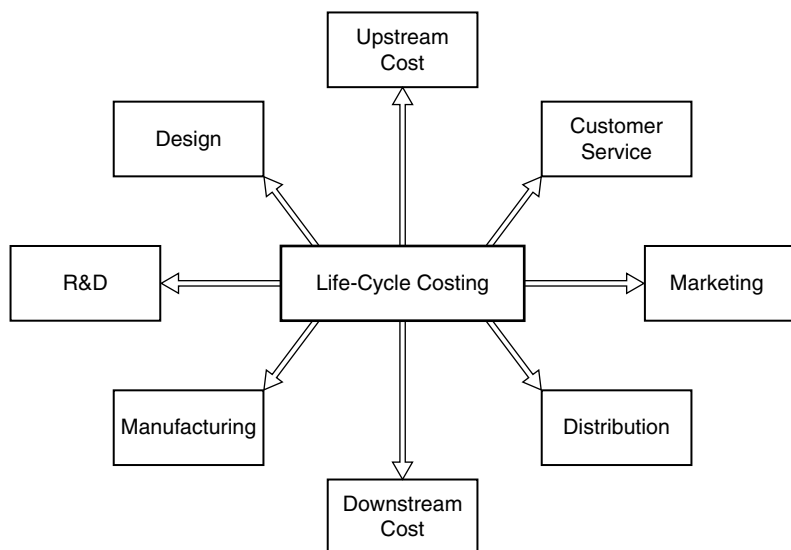 Upstream
Cost
Design
Customer
Service
R&D
Life-Cycle Costing
Marketing
Manufacturing
Distribution
Downstream
Cost